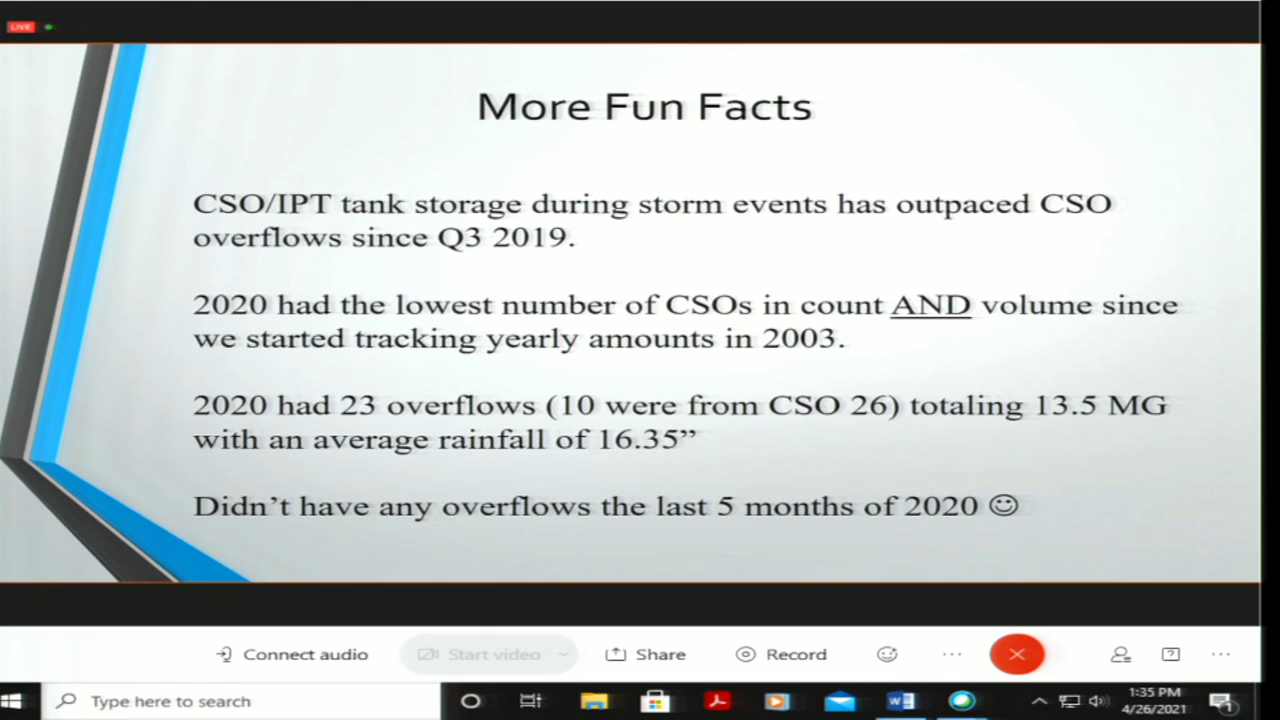 LIVE
More Fun Facts
CSO/IPT tank storage during storm events has outpaced CSO
overflows since Q3 2019.
2020 had the lowest number of CSOs in count AND volume since
we started tracking yearly amounts in 2003.
2020 had 23 overflows (10 were from CSO 26) totaling 13.5 MG
with an average rainfall of 16.35”
Didn’t have any overflows the last 5 months of 2020 ☺
Connect audio
Start video
Share
Record
Type here to search
1:35 PM
4/26/2021
1